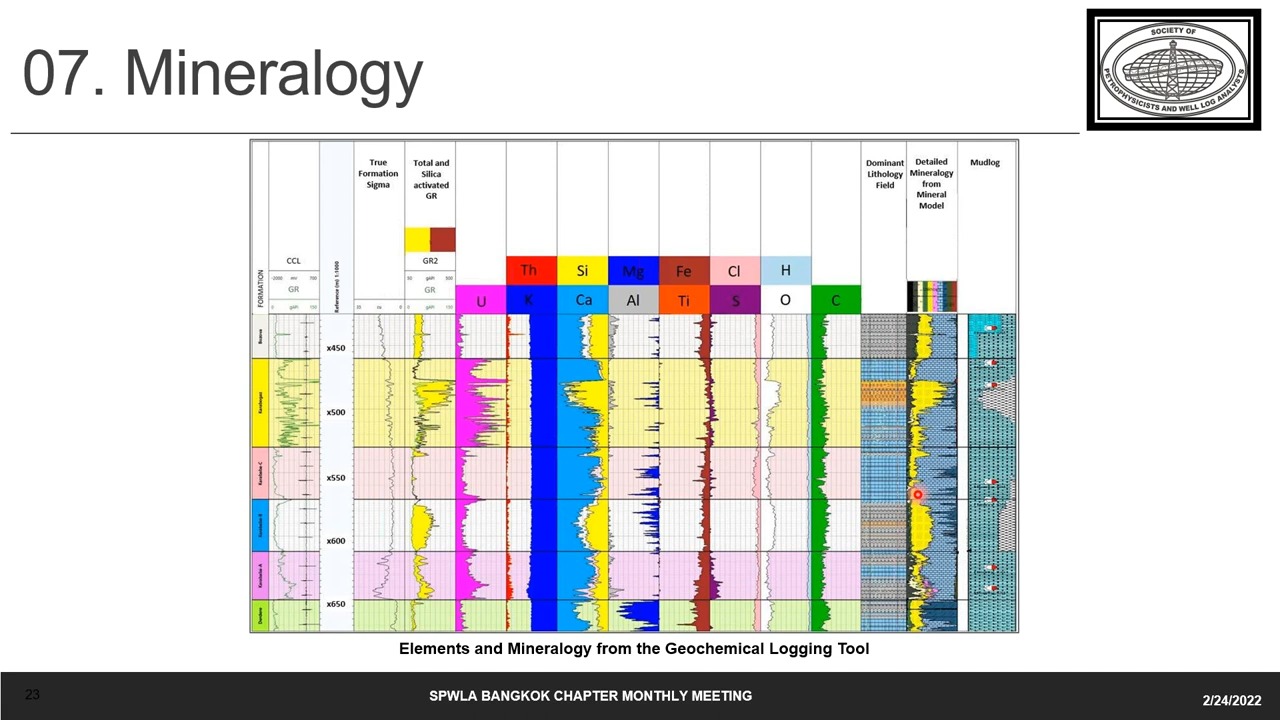 07. Mineralogy
SOCIETY OF
PETROPHYSICISTS AND WELL LOG ANALYSTS
True
Formation
Sigma
Total and
Silica
activated
GR
Dominant
Lithology
Field
Detailed
Mineralogy
from
Mineral
Model
Mudlog
FORMATION
CCL
GR
Reference (m) 1:1000
GR2
GR
Th
Si
Mg
Fe
Cl
H
U
K
Ca
Al
Ti
S
O
C
x450
x500
x550
x600
x650
Elements and Mineralogy from the Geochemical Logging Tool
23
SPWLA BANGKOK CHAPTER MONTHLY MEETING
2/24/2022